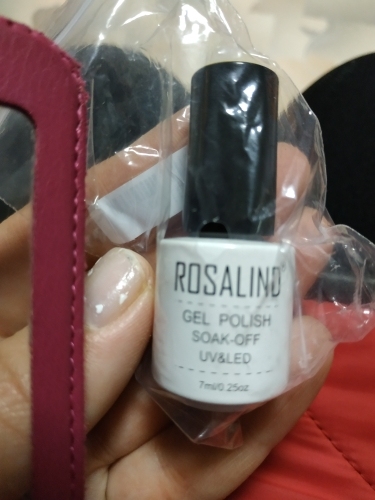 ROSALIND®
GEL POLISH
SOAK-OFF
UV&LED
7ml/0.25oz